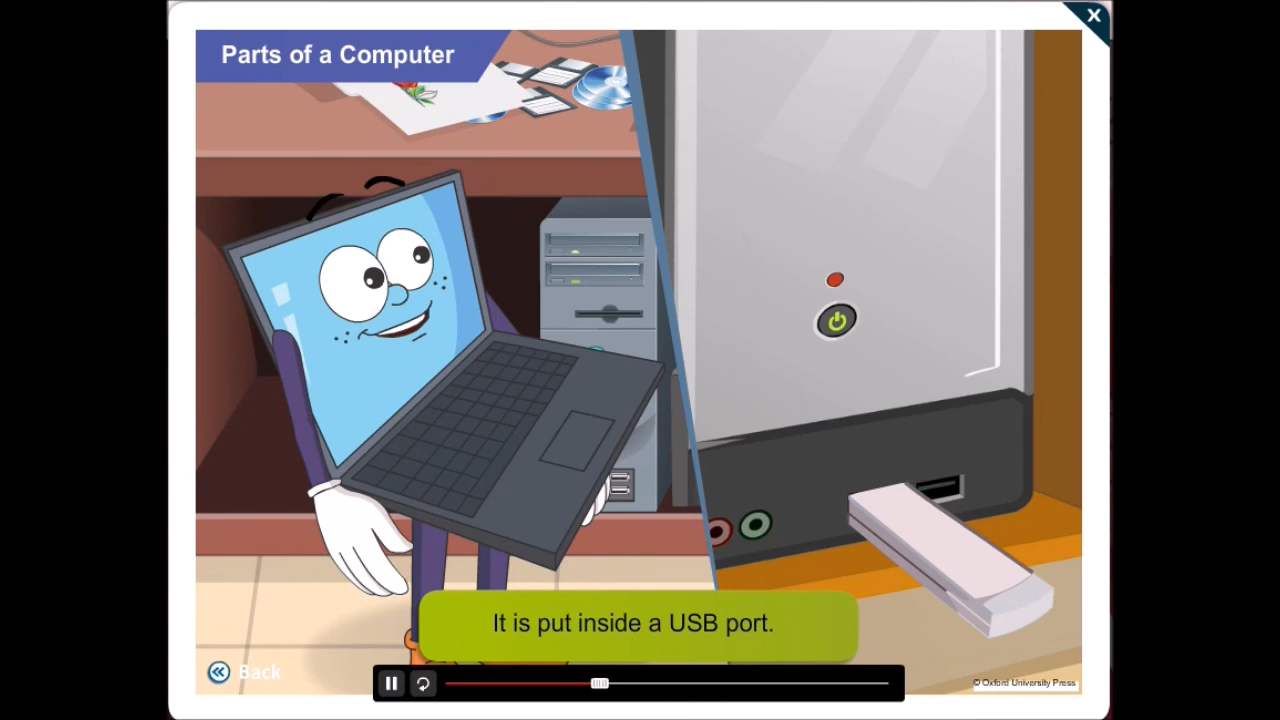 X
Parts of a Computer
It is put inside a USB port.
Back
© Oxford University Press